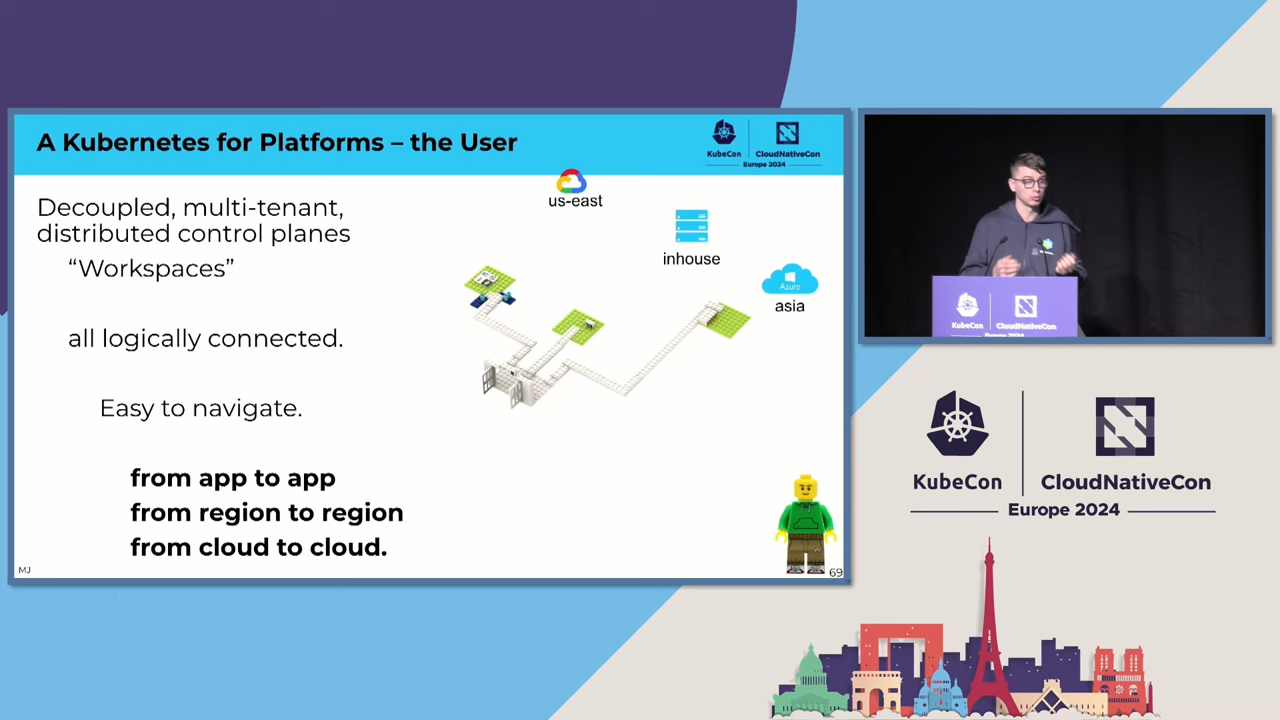 A Kubernetes for Platforms – the User
KubeCon
CloudNativeCon
Europe 2024
Decoupled, multi-tenant,
distributed control planes
“Workspaces”
all logically connected.
Easy to navigate.
from app to app
from region to region
from cloud to cloud.
MJ
us-east
inhouse
Azure
asia
69
KubeCon
CloudNativeCon
KubeCon
CloudNativeCon
Europe 2024